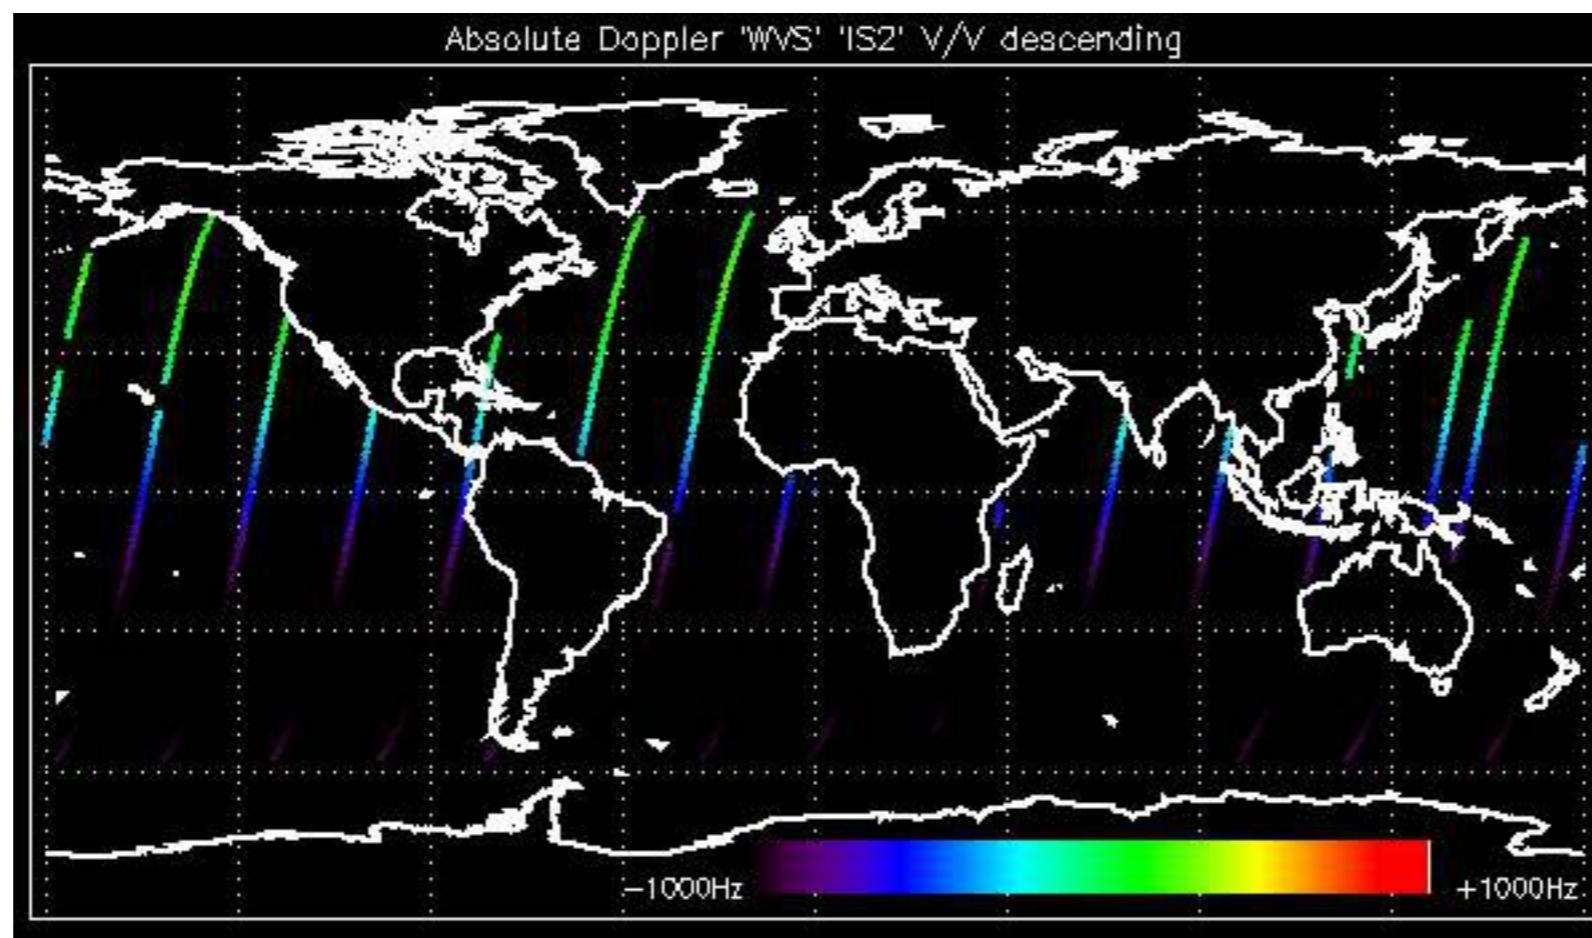 Absolute Doppler 'WVS' 'IS2' V/V descending
-1000Hz
+1000Hz